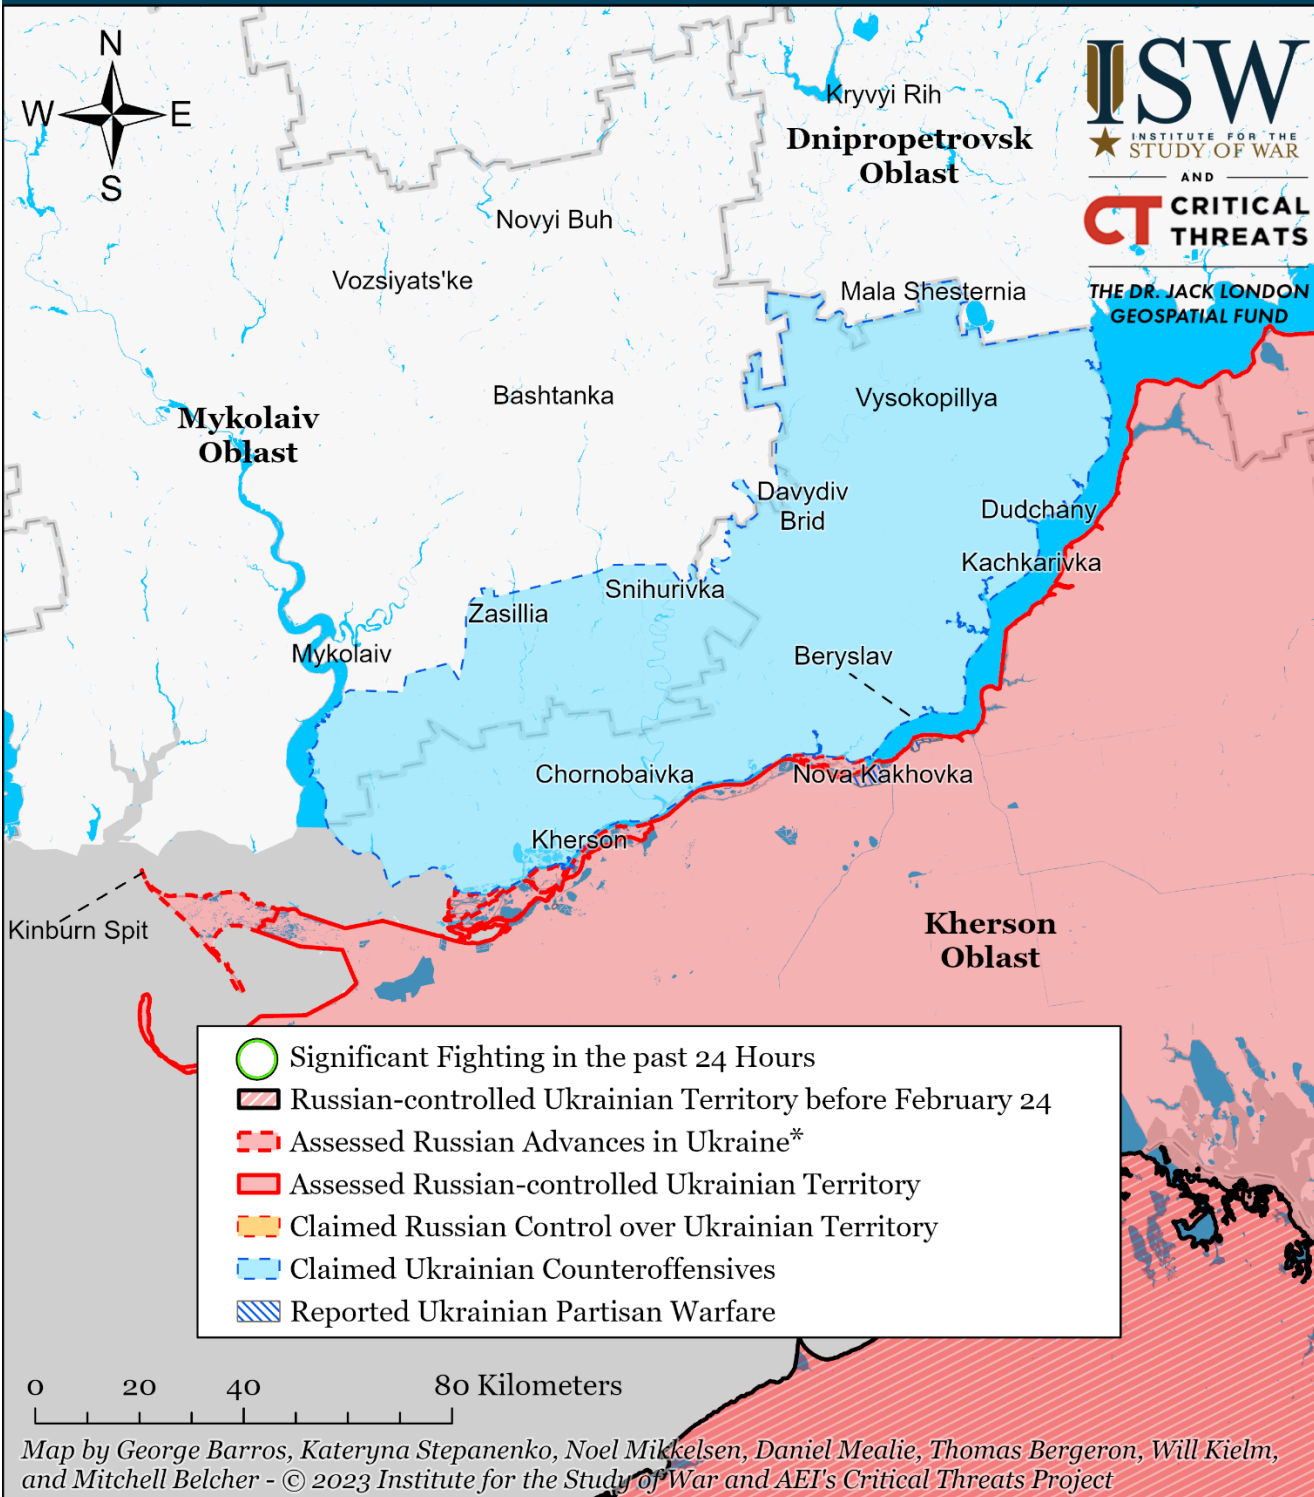 N
W
E
S
ISW
INSTITUTE FOR THE
STUDY OF WAR
AND
CT CRITICAL
THREATS
THE DR. JACK LONDON
GEOSPATIAL FUND
Kryvyi Rih
Dnipropetrovsk
Oblast
Novyi Buh
Vozsiyats'ke
Mala Shesternia
Bashtanka
Vysokopillya
Mykolaiv
Oblast
Davydiv
Brid
Dudchany
Kachkarivka
Snihurivka
Zasillia
Mykolaiv
Beryslav
Chornobaivka
Nova Kakhovka
Kherson
Kinburn Spit
Kherson
Oblast
Significant Fighting in the past 24 Hours
Russian-controlled Ukrainian Territory before February 24
Assessed Russian Advances in Ukraine*
Assessed Russian-controlled Ukrainian Territory
Claimed Russian Control over Ukrainian Territory
Claimed Ukrainian Counteroffensives
Reported Ukrainian Partisan Warfare
0 20 40 80 Kilometers
Map by George Barros, Kateryna Stepanenko, Noel Mikkelsen, Daniel Mealie, Thomas Bergeron, Will Kielm,
and Mitchell Belcher - © 2023 Institute for the Study of War and AEI's Critical Threats Project